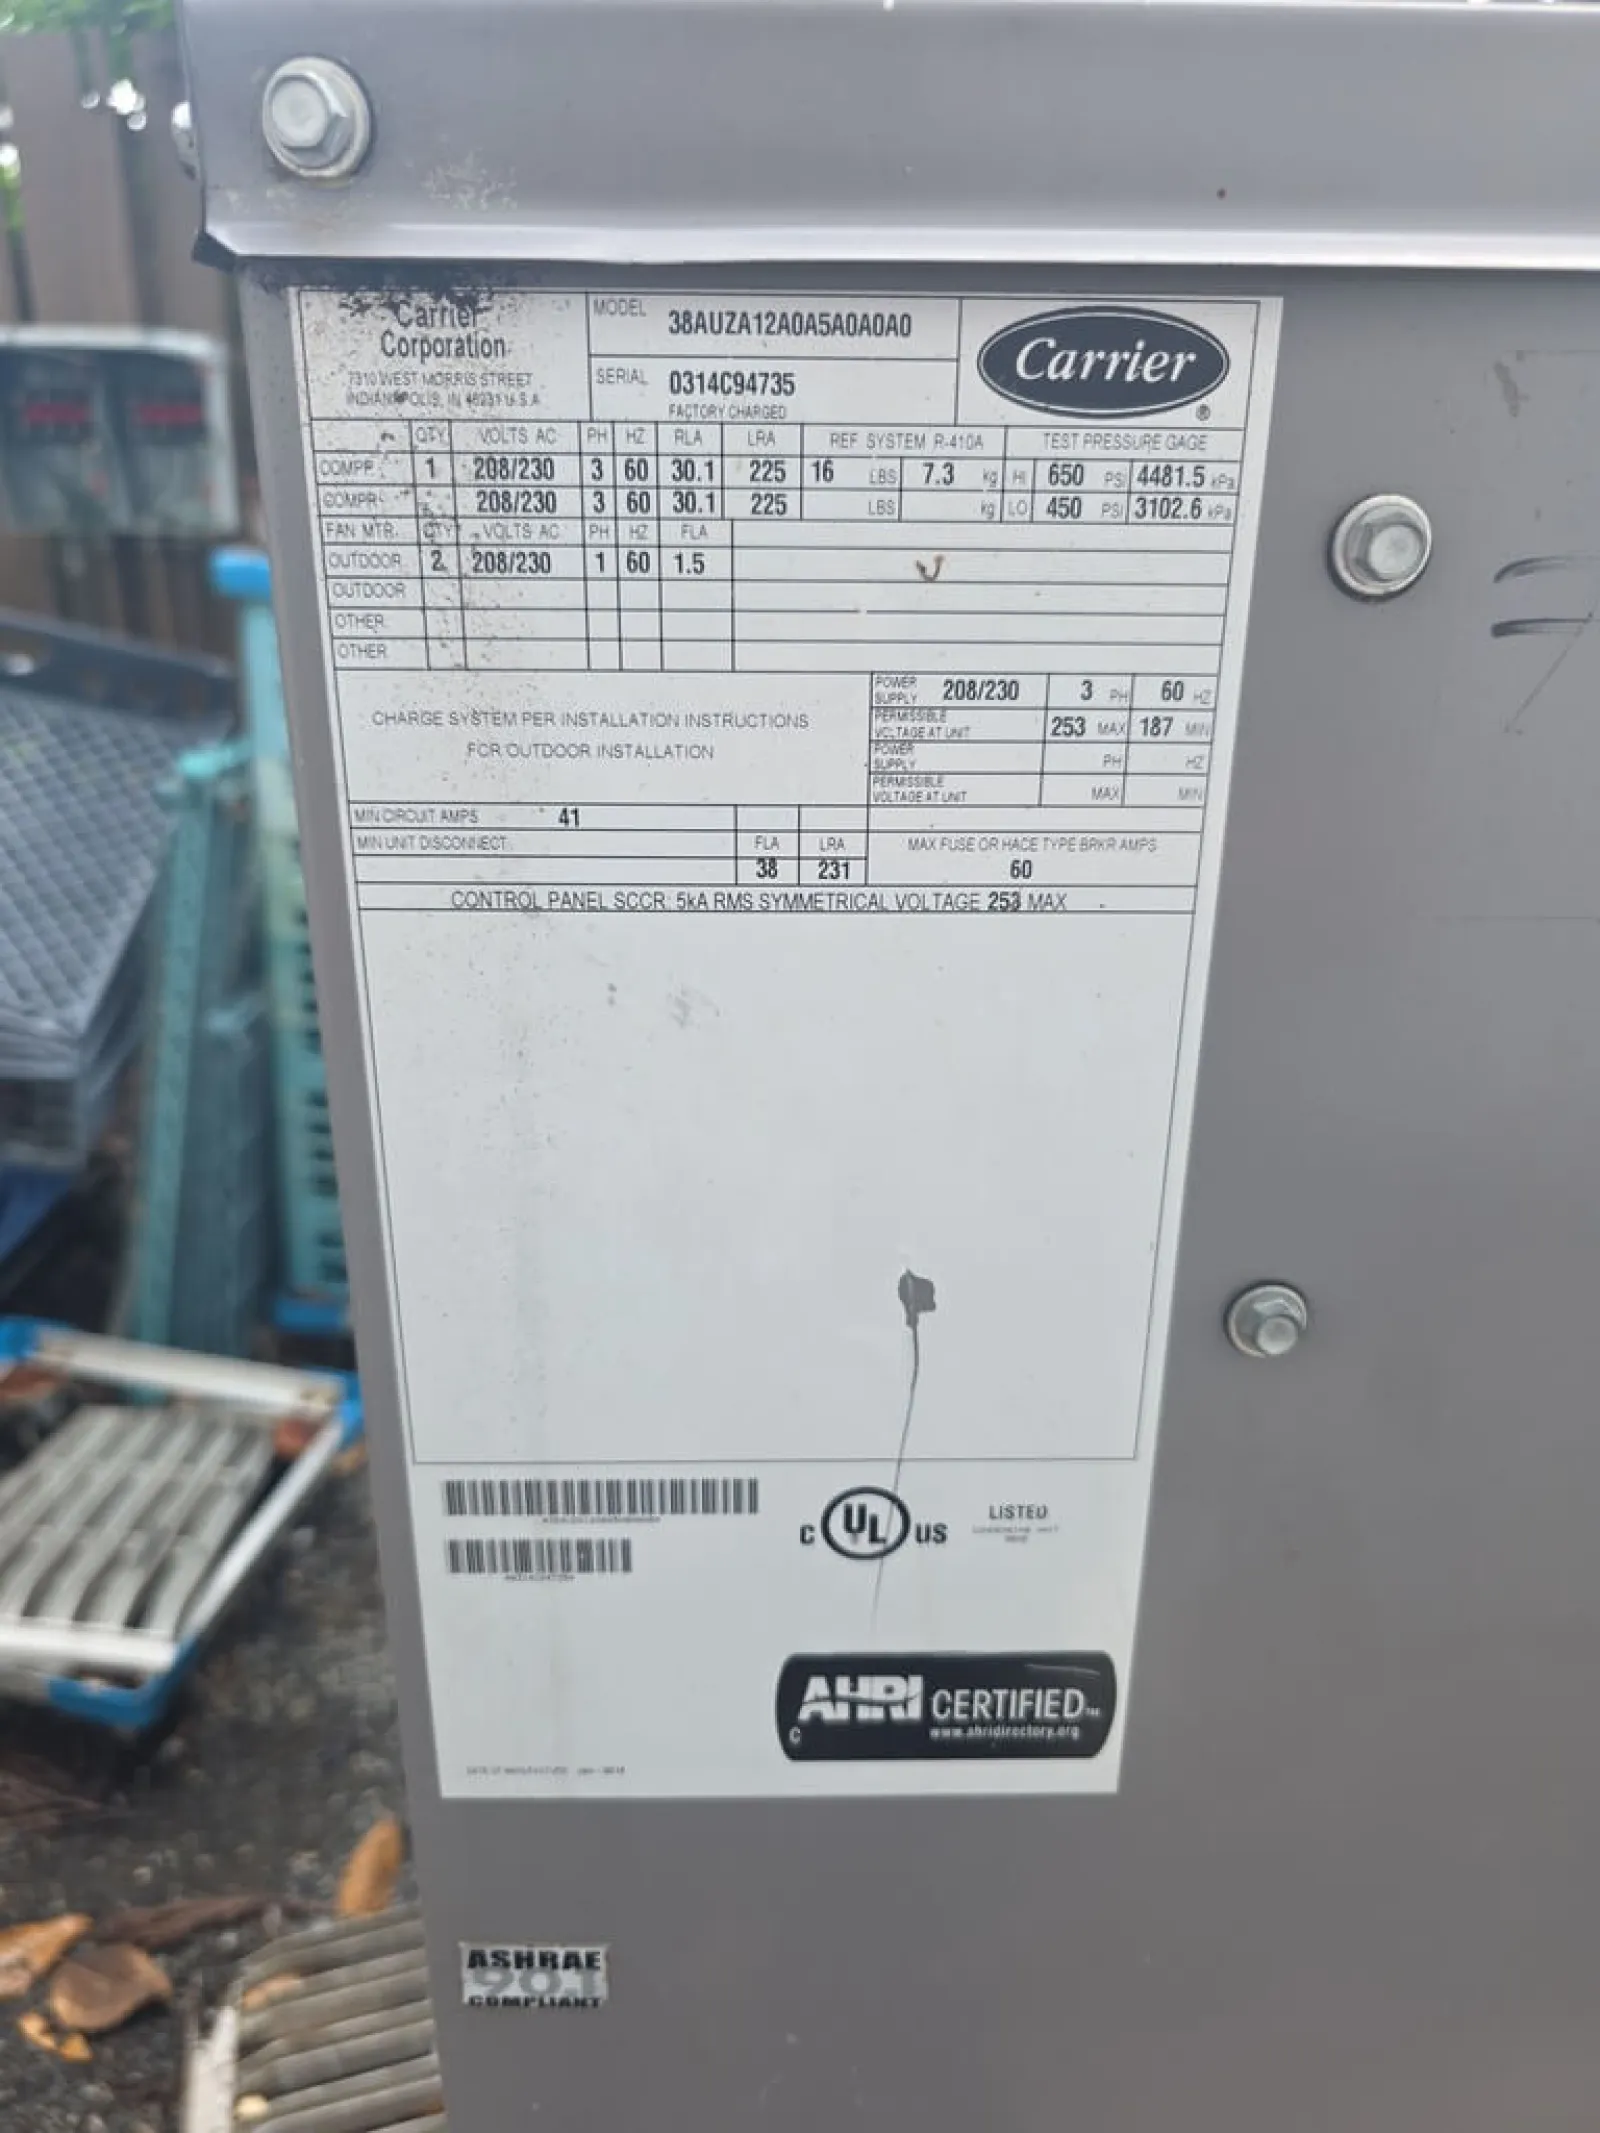 Carrier
Corporation
7310 WEST MORRIS STREET
INDIANAPOLIS, IN 46231 U.S.A
MODEL 38AUZA12A0A5A0A0A0
SERIAL 0314C94735
FACTORY CHARGED
Carrier ®
QTY VOLTS AC PH HZ RLA LRA REF SYSTEM R-410A TEST PRESSURE GAGE
COMPR 1 208/230 3 60 30.1 225 16 LBS 7.3 kg HI 650 PSI 4481.5 kPa
COMPR 208/230 3 60 30.1 225 LBS kg LO 450 PSI 3102.6 kPa
FAN MTR. QTY VOLTS AC PH HZ FLA
OUTDOOR 2 208/230 1 60 1.5
OUTDOOR
OTHER
OTHER
CHARGE SYSTEM PER INSTALLATION INSTRUCTIONS
FOR OUTDOOR INSTALLATION
POWER SUPPLY 208/230 3 PH 60 HZ
PERMISSIBLE VOLTAGE AT UNIT 253 MAX 187 MIN
POWER SUPPLY PH HZ
PERMISSIBLE VOLTAGE AT UNIT MAX MIN
MIN CIRCUIT AMPS 41
MIN UNIT DISCONNECT FLA LRA MAX FUSE OR HACR TYPE BRKR AMPS
38 231 60
CONTROL PANEL SCCR: 5kA RMS SYMMETRICAL VOLTAGE 253 MAX
C UL US LISTED
AHRI CERTIFIED™
www.ahridirectory.org
C
ASHRAE
90.1
COMPLIANT